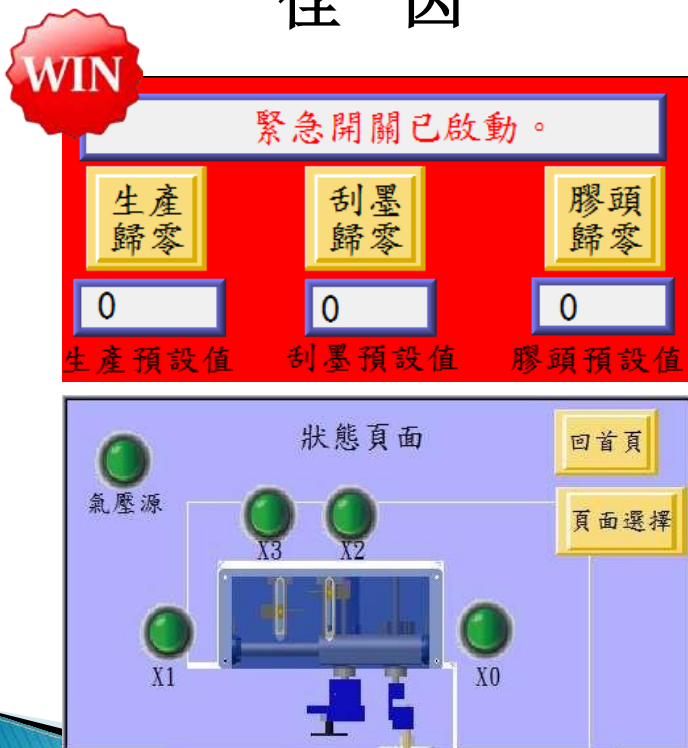 佳 因
WIN
緊急開關已啟動。
生產
歸零
刮墨
歸零
膠頭
歸零
0
0
0
生產預設值
刮墨預設值
膠頭預設值
狀態頁面
回首頁
氣壓源
頁面選擇
X3
X2
X1
X0